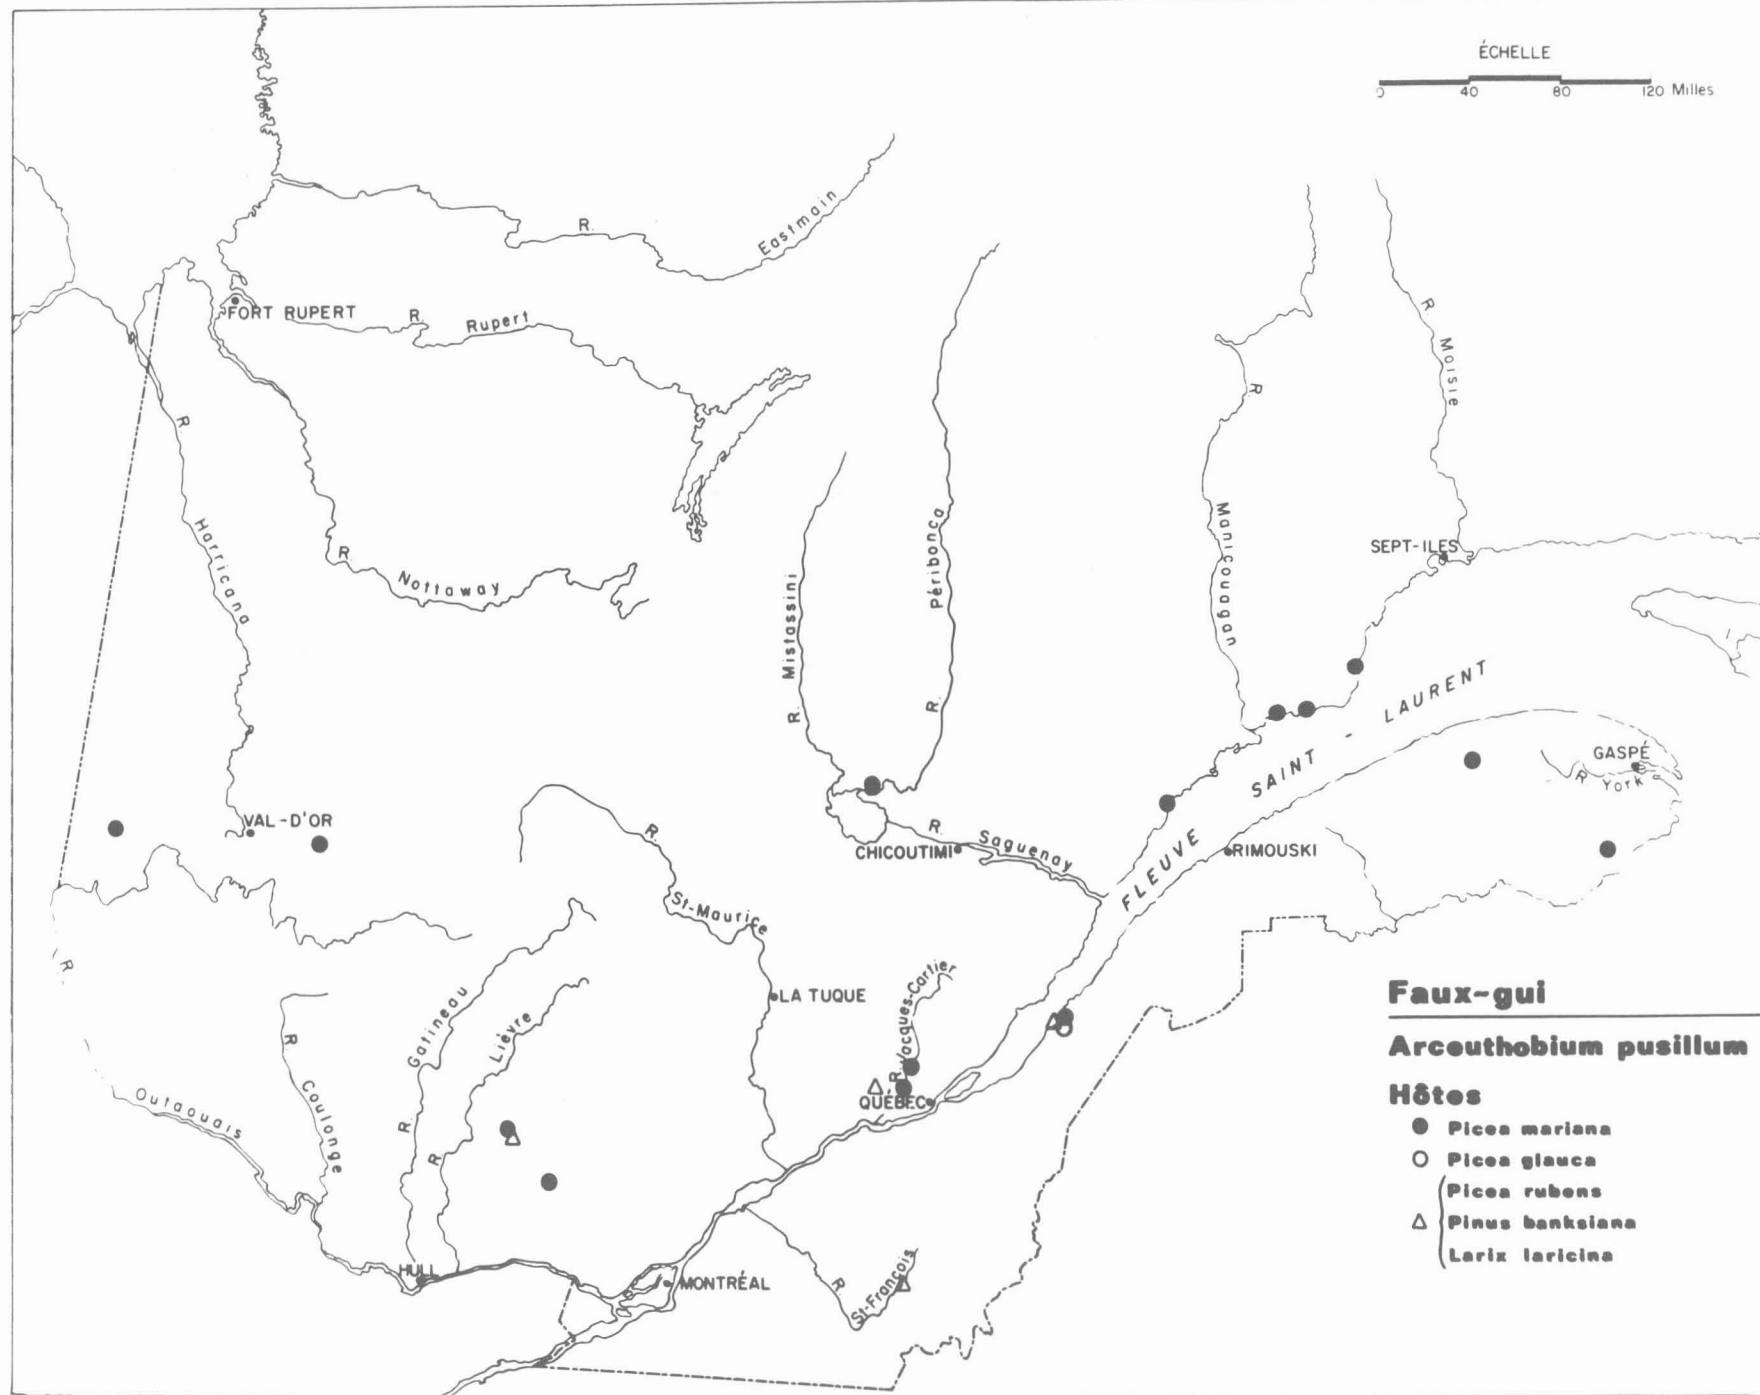 ÉCHELLE
0 40 80 120 Milles
R. Eastmain
FORT RUPERT
R. Rupert
R Moisie
R Manicouagan
R Harricana
R. Nottaway
R. Mistassini
R. Péribonca
SEPT-ILES
FLEUVE SAINT - LAURENT
GASPÉ
R York
VAL-D'OR
R. Saguenay
CHICOUTIMI
RIMOUSKI
R. St-Maurice
LA TUQUE
R. Jacques-Cartier
QUÉBEC
R Outaouais
R Coulonge
R. Gatineau
R Lièvre
HULL
MONTRÉAL
R. St-François
Faux-gui
Arceuthobium pusillum
Hôtes
Picea mariana
Picea glauca
Picea rubens
Pinus banksiana
Larix laricina